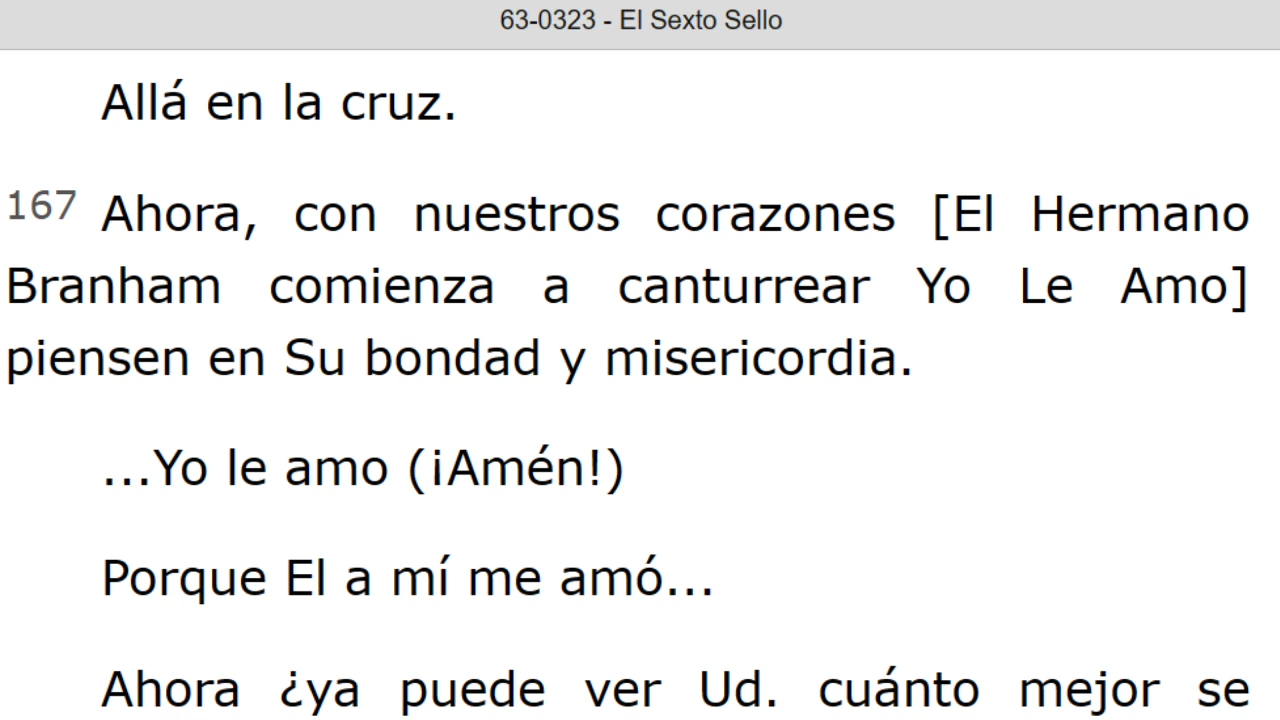 63-0323 - El Sexto Sello
Allá en la cruz.
167 Ahora, con nuestros corazones [El Hermano
Branham comienza a canturrear Yo Le Amo]
piensen en Su bondad y misericordia.
...Yo le amo (¡Amén!)
Porque El a mí me amó...
Ahora ¿ya puede ver Ud. cuánto mejor se